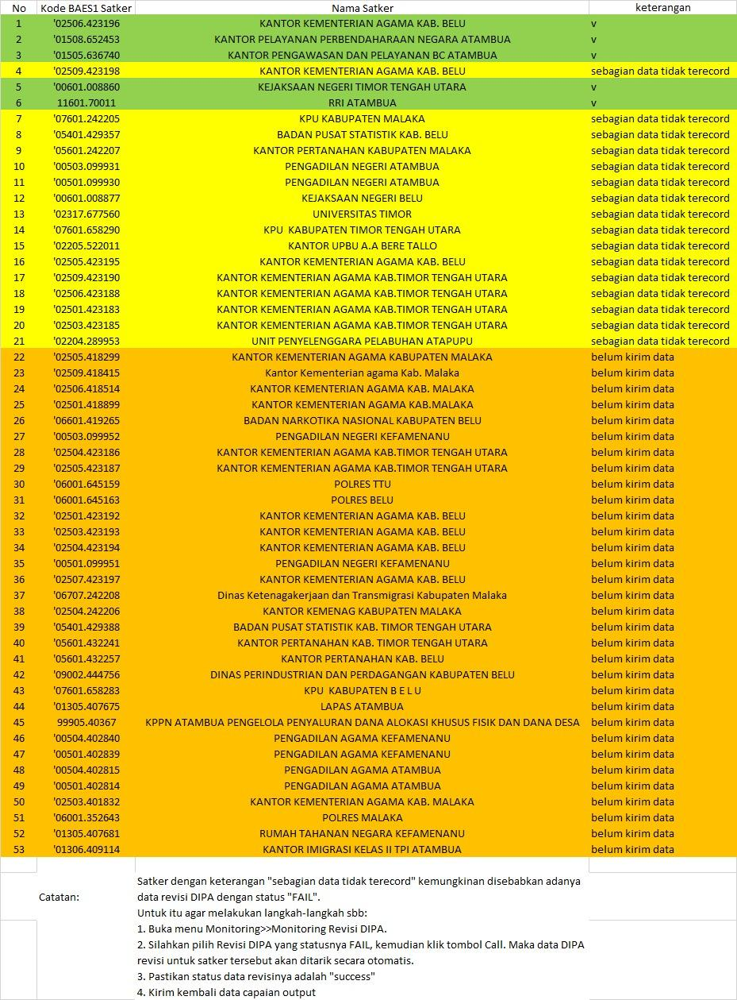 No Kode BAES1 Satker Nama Satker keterangan
1 '02506.423196 KANTOR KEMENTERIAN AGAMA KAB. BELU v
2 '01508.652453 KANTOR PELAYANAN PERBENDAHARAAN NEGARA ATAMBUA v
3 '01505.636740 KANTOR PENGAWASAN DAN PELAYANAN BC ATAMBUA v
4 '02509.423198 KANTOR KEMENTERIAN AGAMA KAB. BELU sebagian data tidak terecord
5 '00601.008860 KEJAKSAAN NEGERI TIMOR TENGAH UTARA v
6 11601.70011 RRI ATAMBUA v
7 '07601.242205 KPU KABUPATEN MALAKA sebagian data tidak terecord
8 '05401.429357 BADAN PUSAT STATISTIK KAB. BELU sebagian data tidak terecord
9 '05601.242207 KANTOR PERTANAHAN KABUPATEN MALAKA sebagian data tidak terecord
10 '00503.099931 PENGADILAN NEGERI ATAMBUA sebagian data tidak terecord
11 '00501.099930 PENGADILAN NEGERI ATAMBUA sebagian data tidak terecord
12 '00601.008877 KEJAKSAAN NEGERI BELU sebagian data tidak terecord
13 '02317.677560 UNIVERSITAS TIMOR sebagian data tidak terecord
14 '07601.658290 KPU KABUPATEN TIMOR TENGAH UTARA sebagian data tidak terecord
15 '02205.522011 KANTOR UPBU A.A BERE TALLO sebagian data tidak terecord
16 '02505.423195 KANTOR KEMENTERIAN AGAMA KAB. BELU sebagian data tidak terecord
17 '02509.423190 KANTOR KEMENTERIAN AGAMA KAB.TIMOR TENGAH UTARA sebagian data tidak terecord
18 '02506.423188 KANTOR KEMENTERIAN AGAMA KAB.TIMOR TENGAH UTARA sebagian data tidak terecord
19 '02501.423183 KANTOR KEMENTERIAN AGAMA KAB.TIMOR TENGAH UTARA sebagian data tidak terecord
20 '02503.423185 KANTOR KEMENTERIAN AGAMA KAB.TIMOR TENGAH UTARA sebagian data tidak terecord
21 '02204.289953 UNIT PENYELENGGARA PELABUHAN ATAPUPU sebagian data tidak terecord
22 '02505.418299 KANTOR KEMENTERIAN AGAMA KABUPATEN MALAKA belum kirim data
23 '02509.418415 Kantor Kementerian agama Kab. Malaka belum kirim data
24 '02506.418514 KANTOR KEMENTERIAN AGAMA KAB. MALAKA belum kirim data
25 '02501.418899 KANTOR KEMENTERIAN AGAMA KAB.MALAKA belum kirim data
26 '06601.419265 BADAN NARKOTIKA NASIONAL KABUPATEN BELU belum kirim data
27 '00503.099952 PENGADILAN NEGERI KEFAMENANU belum kirim data
28 '02504.423186 KANTOR KEMENTERIAN AGAMA KAB.TIMOR TENGAH UTARA belum kirim data
29 '02505.423187 KANTOR KEMENTERIAN AGAMA KAB.TIMOR TENGAH UTARA belum kirim data
30 '06001.645159 POLRES TTU belum kirim data
31 '06001.645163 POLRES BELU belum kirim data
32 '02501.423192 KANTOR KEMENTERIAN AGAMA KAB. BELU belum kirim data
33 '02503.423193 KANTOR KEMENTERIAN AGAMA KAB. BELU belum kirim data
34 '02504.423194 KANTOR KEMENTERIAN AGAMA KAB. BELU belum kirim data
35 '00501.099951 PENGADILAN NEGERI KEFAMENANU belum kirim data
36 '02507.423197 KANTOR KEMENTERIAN AGAMA KAB. BELU belum kirim data
37 '06707.242208 Dinas Ketenagakerjaan dan Transmigrasi Kabupaten Malaka belum kirim data
38 '02504.242206 KANTOR KEMENAG KABUPATEN MALAKA belum kirim data
39 '05401.429388 BADAN PUSAT STATISTIK KAB. TIMOR TENGAH UTARA belum kirim data
40 '05601.432241 KANTOR PERTANAHAN KAB. TIMOR TENGAH UTARA belum kirim data
41 '05601.432257 KANTOR PERTANAHAN KAB. BELU belum kirim data
42 '09002.444756 DINAS PERINDUSTRIAN DAN PERDAGANGAN KABUPATEN BELU belum kirim data
43 '07601.658283 KPU KABUPATEN B E L U belum kirim data
44 '01305.407675 LAPAS ATAMBUA belum kirim data
45 99905.40367 KPPN ATAMBUA PENGELOLA PENYALURAN DANA ALOKASI KHUSUS FISIK DAN DANA DESA belum kirim data
46 '00504.402840 PENGADILAN AGAMA KEFAMENANU belum kirim data
47 '00501.402839 PENGADILAN AGAMA KEFAMENANU belum kirim data
48 '00504.402815 PENGADILAN AGAMA ATAMBUA belum kirim data
49 '00501.402814 PENGADILAN AGAMA ATAMBUA belum kirim data
50 '02503.401832 KANTOR KEMENTERIAN AGAMA KAB. MALAKA belum kirim data
51 '06001.352643 POLRES MALAKA belum kirim data
52 '01305.407681 RUMAH TAHANAN NEGARA KEFAMENANU belum kirim data
53 '01306.409114 KANTOR IMIGRASI KELAS II TPI ATAMBUA belum kirim data
Catatan:
Satker dengan keterangan "sebagian data tidak terecord" kemungkinan disebabkan adanya
data revisi DIPA dengan status "FAIL".
Untuk itu agar melakukan langkah-langkah sbb:
1. Buka menu Monitoring>>Monitoring Revisi DIPA.
2. Silahkan pilih Revisi DIPA yang statusnya FAIL, kemudian klik tombol Call. Maka data DIPA
revisi untuk satker tersebut akan ditarik secara otomatis.
3. Pastikan status data revisinya adalah "success"
4. Kirim kembali data capaian output